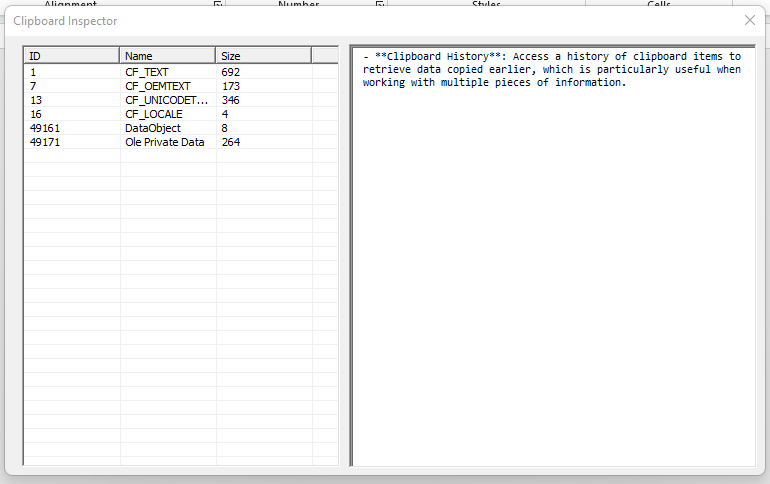 Alignment Number Styles Cells
Clipboard Inspector
ID Name Size
1 CF_TEXT 692
7 CF_OEMTEXT 173
13 CF_UNICODET... 346
16 CF_LOCALE 4
49161 DataObject 8
49171 Ole Private Data 264
- **Clipboard History**: Access a history of clipboard items to
retrieve data copied earlier, which is particularly useful when
working with multiple pieces of information.